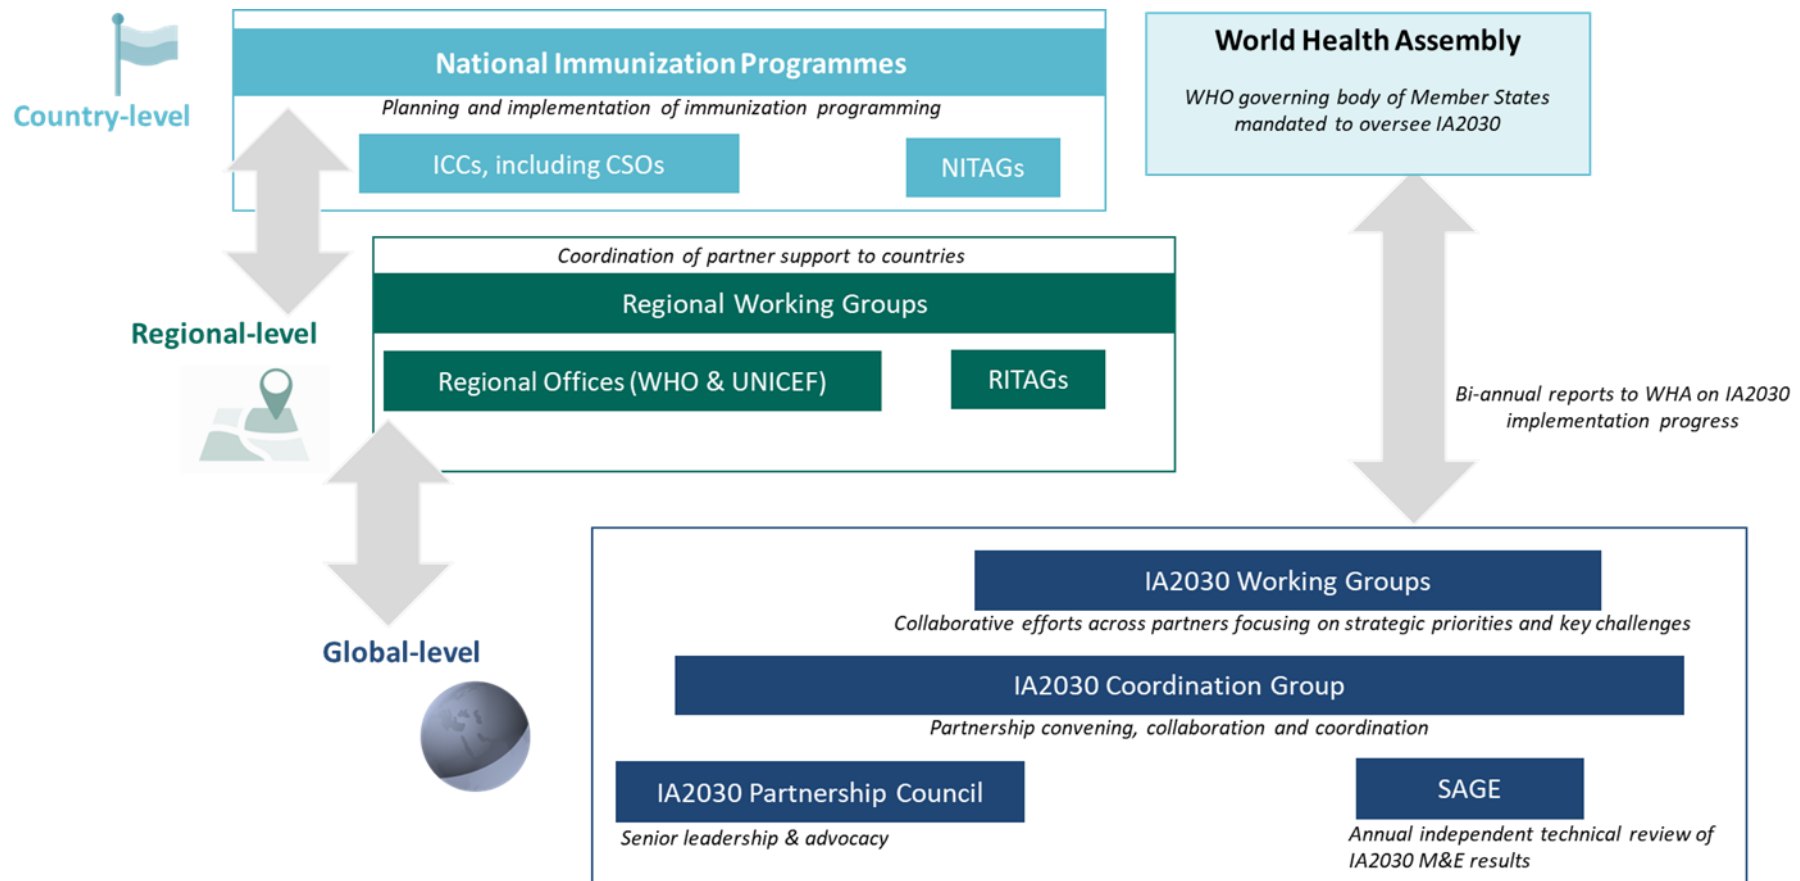 Country-level
National Immunization Programmes
Planning and implementation of immunization programming
ICCs, including CSOs
NITAGs
World Health Assembly
WHO governing body of Member States
mandated to oversee IA2030
Regional-level
Coordination of partner support to countries
Regional Working Groups
Regional Offices (WHO & UNICEF)
RITAGs
Bi-annual reports to WHA on IA2030
implementation progress
Global-level
IA2030 Working Groups
Collaborative efforts across partners focusing on strategic priorities and key challenges
IA2030 Coordination Group
Partnership convening, collaboration and coordination
IA2030 Partnership Council
Senior leadership & advocacy
SAGE
Annual independent technical review of
IA2030 M&E results